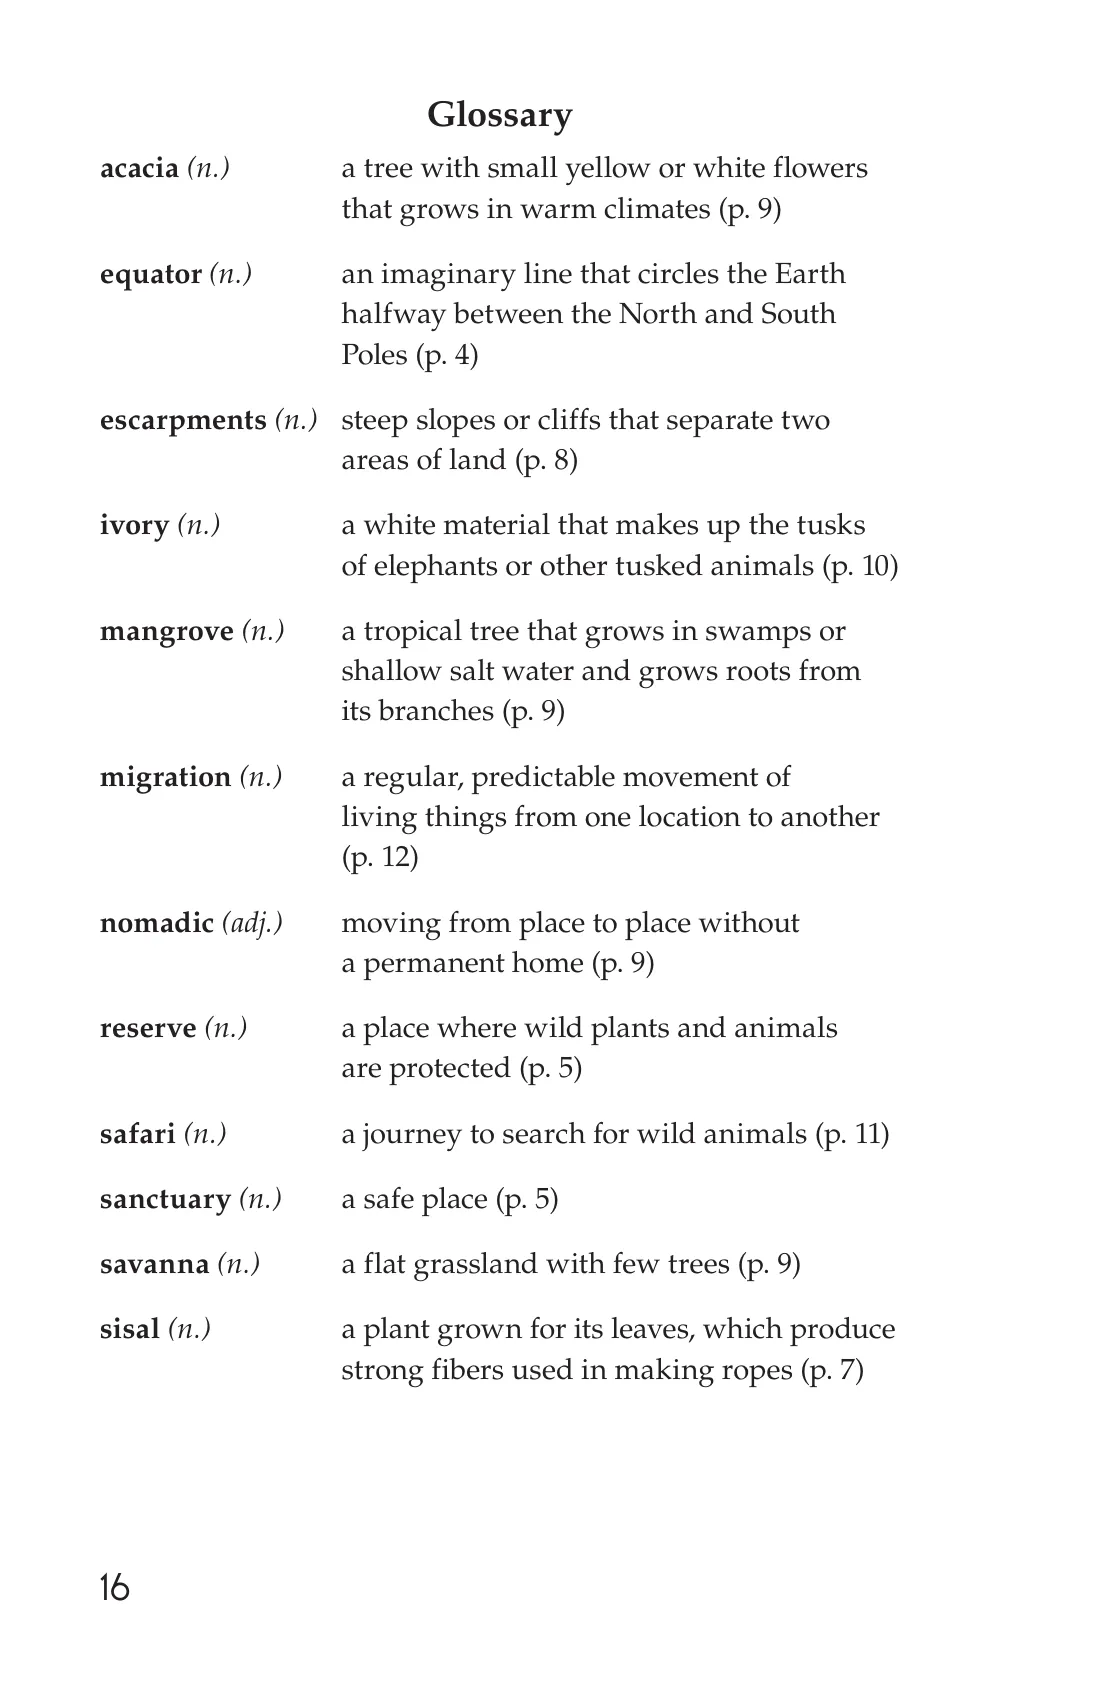 Glossary
acacia (n.) a tree with small yellow or white flowers
that grows in warm climates (p. 9)
equator (n.) an imaginary line that circles the Earth
halfway between the North and South
Poles (p. 4)
escarpments (n.) steep slopes or cliffs that separate two
areas of land (p. 8)
ivory (n.) a white material that makes up the tusks
of elephants or other tusked animals (p. 10)
mangrove (n.) a tropical tree that grows in swamps or
shallow salt water and grows roots from
its branches (p. 9)
migration (n.) a regular, predictable movement of
living things from one location to another
(p. 12)
nomadic (adj.) moving from place to place without
a permanent home (p. 9)
reserve (n.) a place where wild plants and animals
are protected (p. 5)
safari (n.) a journey to search for wild animals (p. 11)
sanctuary (n.) a safe place (p. 5)
savanna (n.) a flat grassland with few trees (p. 9)
sisal (n.) a plant grown for its leaves, which produce
strong fibers used in making ropes (p. 7)
16